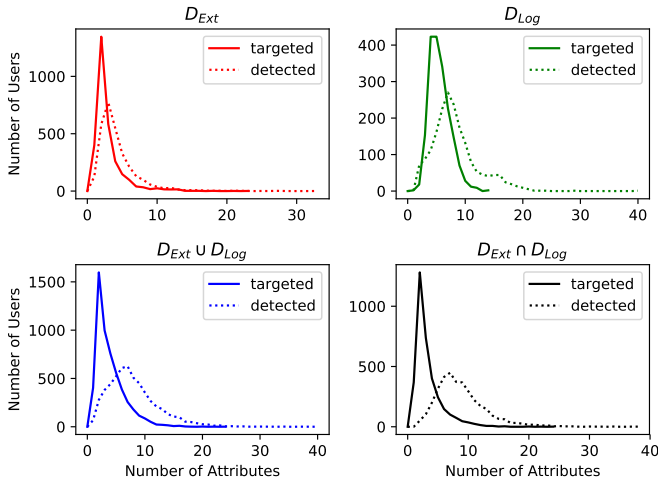 D_Ext
D_Log
Number of Users
1000
500
0
0
10
20
30
targeted
detected
400
300
200
100
0
0
10
20
30
40
targeted
detected
D_Ext ∪ D_Log
D_Ext ∩ D_Log
Number of Users
1500
1000
500
0
0
10
20
30
40
Number of Attributes
targeted
detected
1000
500
0
0
10
20
30
40
Number of Attributes
targeted
detected